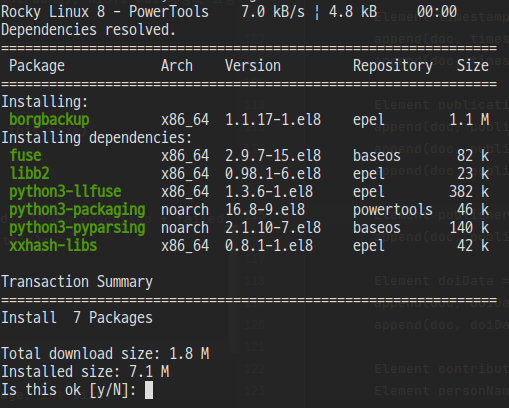 Rocky Linux 8 - PowerTools    7.0 kB/s ¦ 4.8 kB     00:00
Dependencies resolved.
================================================================
 Package            Arch    Version          Repository   Size
================================================================
Installing:
 borgbackup         x86_64  1.1.17-1.el8     epel        1.1 M
Installing dependencies:
 fuse               x86_64  2.9.7-15.el8     baseos       82 k
 libb2              x86_64  0.98.1-6.el8     epel         23 k
 python3-llfuse     x86_64  1.3.6-1.el8      epel        382 k
 python3-packaging  noarch  16.8-9.el8       powertools   46 k
 python3-pyparsing  noarch  2.1.10-7.el8     baseos      140 k
 xxhash-libs        x86_64  0.8.1-1.el8      epel         42 k
Transaction Summary
================================================================
Install  7 Packages
Total download size: 1.8 M
Installed size: 7.1 M
Is this ok [y/N]: